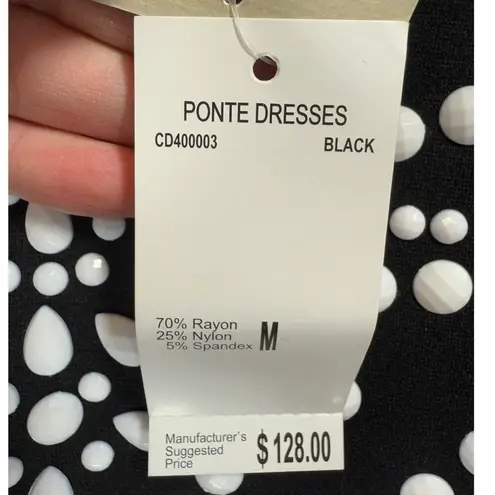 PONTE DRESSES
CD400003 BLACK
70% Rayon
25% Nylon M
5% Spandex
Manufacturer's
Suggested $128.00
Price